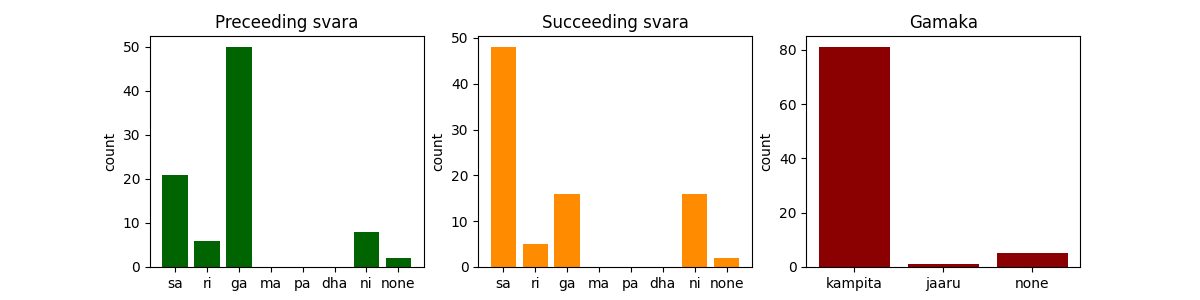 Preceeding svara
count
50
40
30
20
10
0
sa ri ga ma pa dha ni none
Succeeding svara
count
50
40
30
20
10
0
sa ri ga ma pa dha ni none
Gamaka
count
80
60
40
20
0
kampita jaaru none